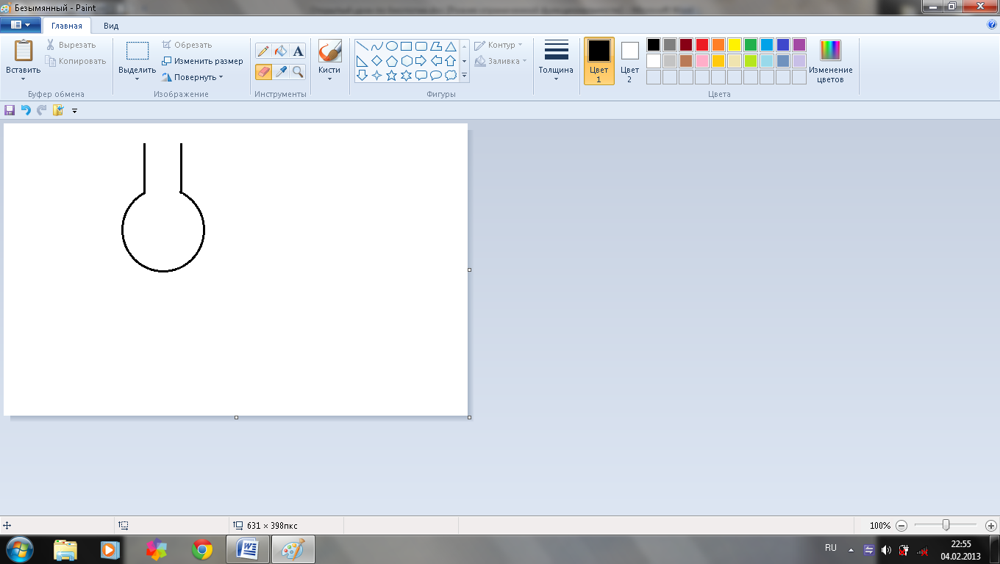 Безымянный - Paint
Главная Вид
Вставить
Вырезать
Копировать
Буфер обмена
Выделить
Обрезать
Изменить размер
Повернуть
Изображение
A
Инструменты
Кисти
Контур
Заливка
Фигуры
Толщина
Цвет 1
Цвет 2
Изменение цветов
Цвета
631 × 398пкс
100%
RU
22:55
04.02.2013